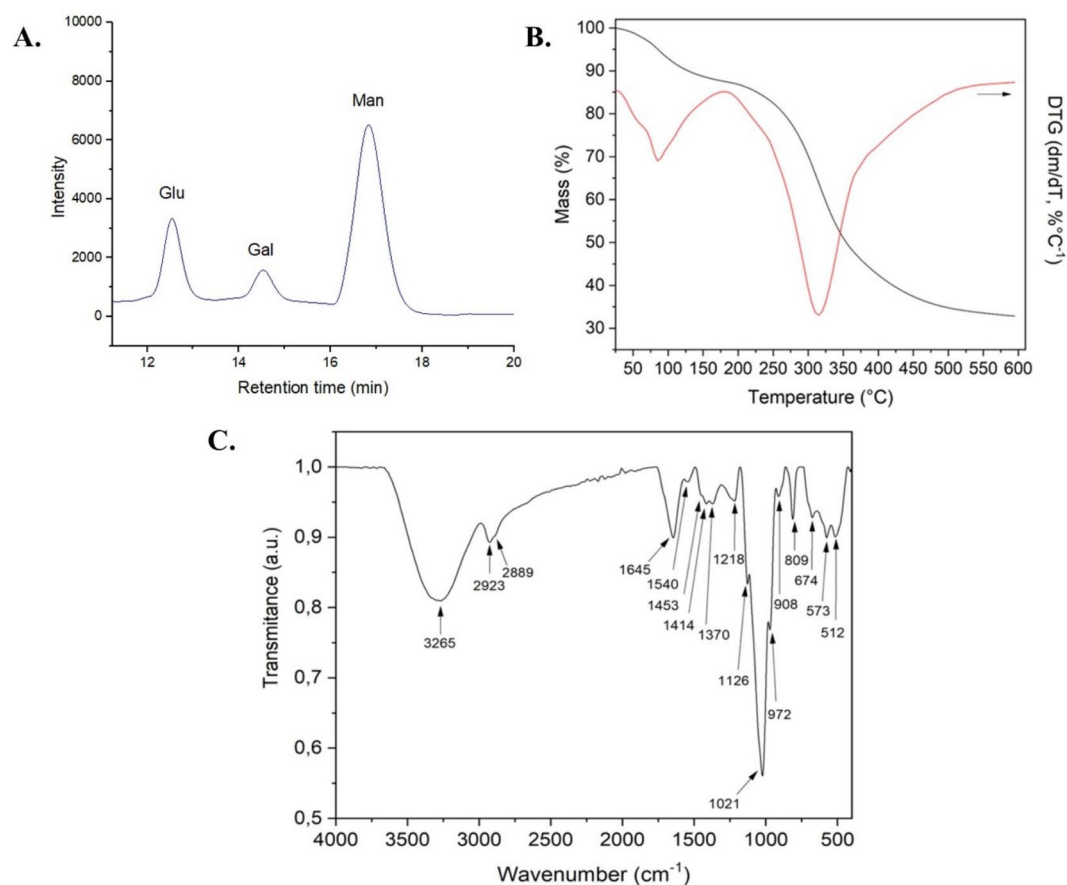 A.
10000
8000
6000
4000
2000
0
Intensity
Glu
Gal
Man
12 14 16 18 20
Retention time (min)
B.
100
90
80
70
60
50
40
30
Mass (%)
DTG (dm/dT, %°C⁻¹)
50 100 150 200 250 300 350 400 450 500 550 600
Temperature (°C)
C.
1,0
0,9
0,8
0,7
0,6
0,5
Transmitance (a.u.)
3265
2923
2889
1645
1540
1453
1414
1370
1218
1126
1021
972
908
809
674
573
512
4000 3500 3000 2500 2000 1500 1000 500
Wavenumber (cm⁻¹)